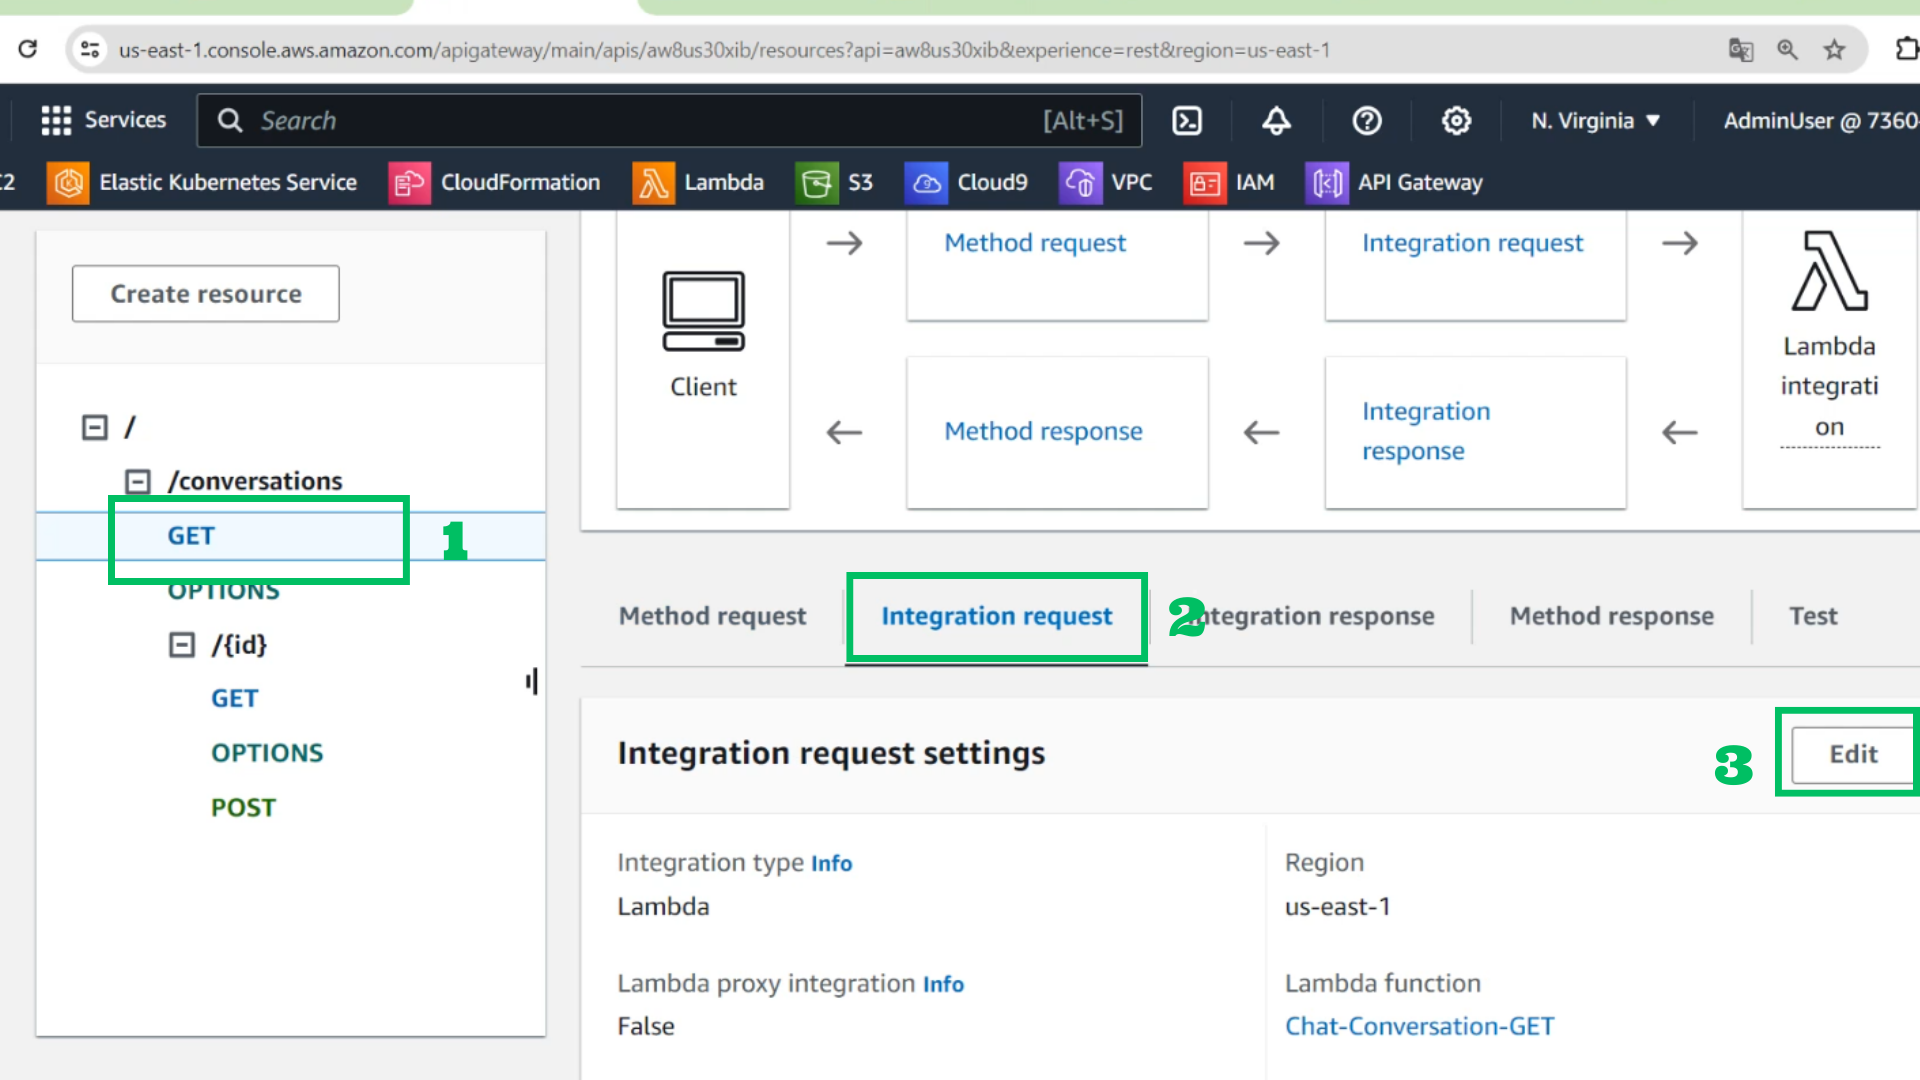 us-east-1.console.aws.amazon.com/apigateway/main/apis/aw8us30xib/resources?api=aw8us30xib&experience=rest&region=us-east-1
Services
Search
[Alt+S]
N. Virginia ▼
AdminUser @ 7360-
C2
Elastic Kubernetes Service
CloudFormation
Lambda
S3
Cloud9
VPC
IAM
API Gateway
Create resource
/
/conversations
GET
1
OPTIONS
/{id}
GET
OPTIONS
POST
Client
Method request
Integration request
Method response
Integration
response
Lambda
integrati
on
Method request
Integration request
2
Integration response
Method response
Test
Integration request settings
3
Edit
Integration type Info
Lambda
Region
us-east-1
Lambda proxy integration Info
False
Lambda function
Chat-Conversation-GET